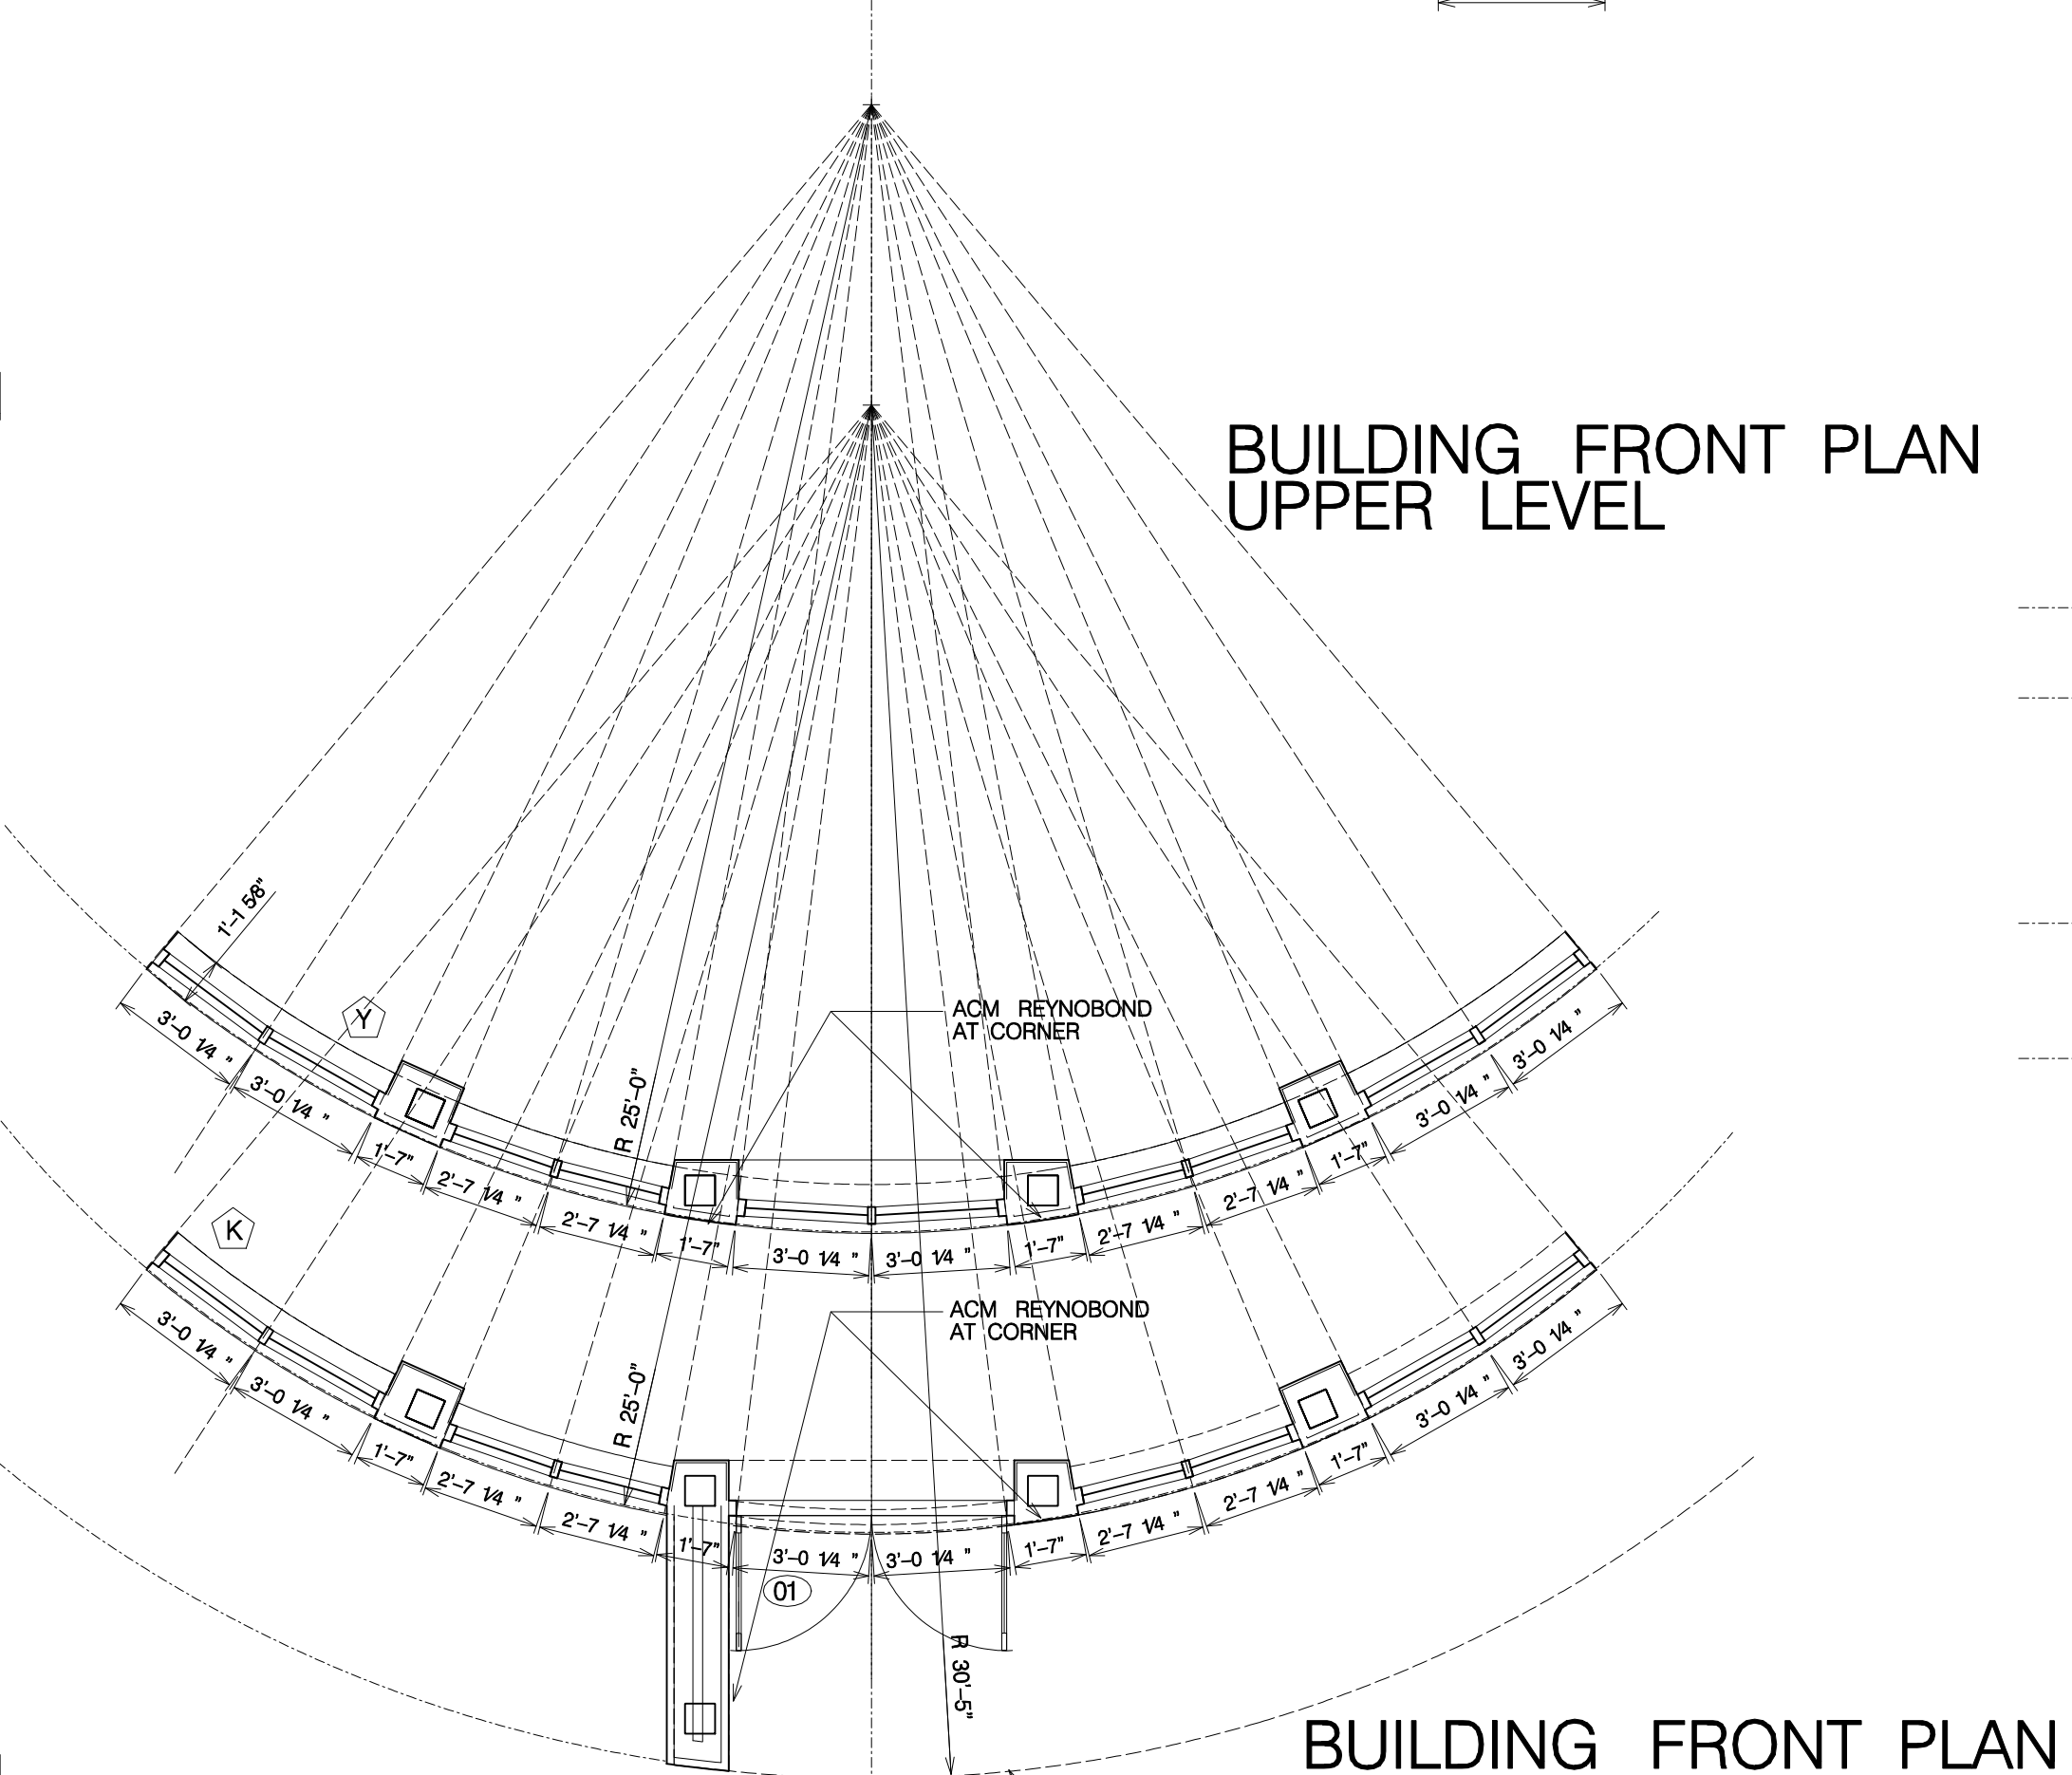 BUILDING FRONT PLAN
UPPER LEVEL
1'-1 5/8"
Y
ACM REYNOBOND
AT CORNER
R 25'-0"
3'-0 1/4 "
3'-0 1/4 "
1'-7"
2'-7 1/4 "
2'-7 1/4 "
1'-7"
3'-0 1/4 "
3'-0 1/4 "
1'-7"
2'-7 1/4 "
2'-7 1/4 "
1'-7"
3'-0 1/4 "
3'-0 1/4 "
K
ACM REYNOBOND
AT CORNER
R 25'-0"
3'-0 1/4 "
3'-0 1/4 "
1'-7"
2'-7 1/4 "
2'-7 1/4 "
1'-7"
3'-0 1/4 "
3'-0 1/4 "
1'-7"
2'-7 1/4 "
2'-7 1/4 "
1'-7"
3'-0 1/4 "
3'-0 1/4 "
01
R 30'-5"
BUILDING FRONT PLAN